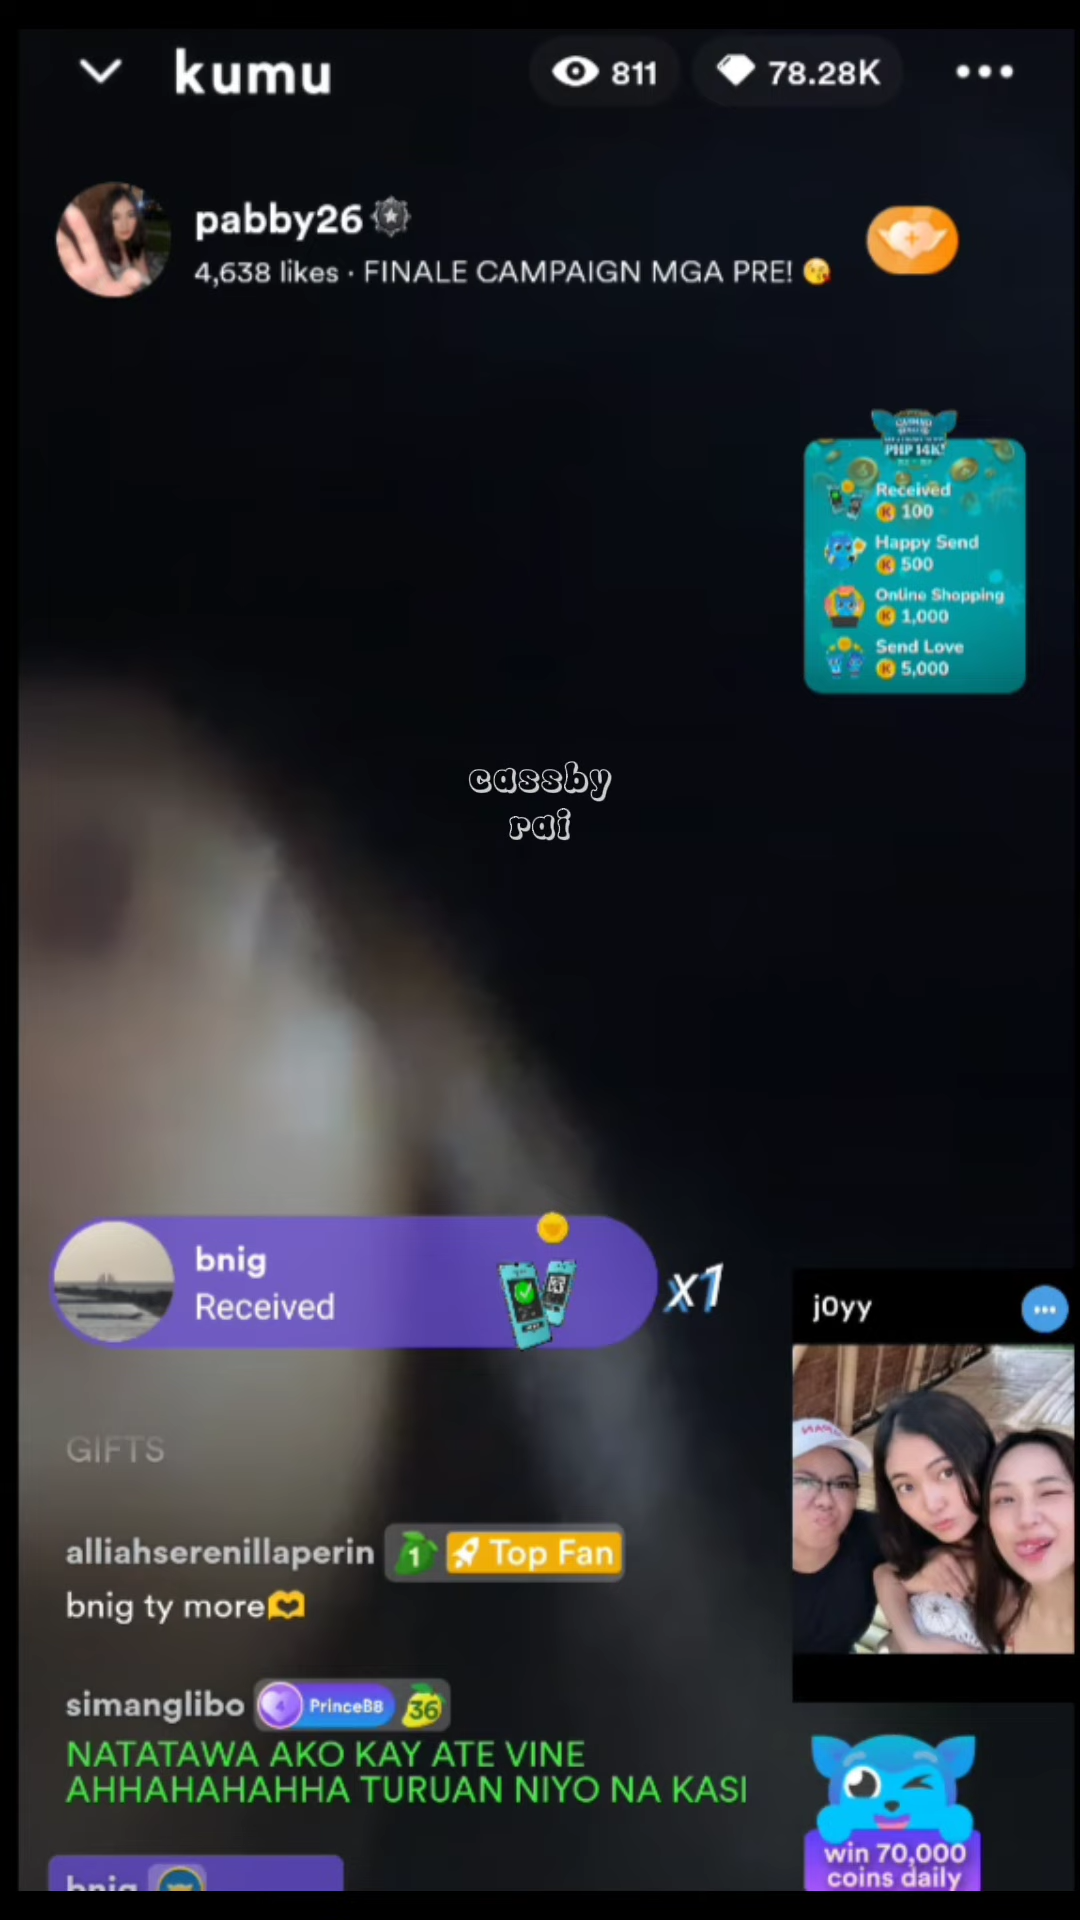 kumu
811
78.28K
pabby26
4,638 likes · FINALE CAMPAIGN MGA PRE! 😘
PHP 14K!
Received
K 100
Happy Send
K 500
Online Shopping
K 1,000
Send Love
K 5,000
cassby
rai
bnig
Received
x1
j0yy
GIFTS
alliahserenillaperin 1 Top Fan
bnig ty more🫶
simanglibo 4 PrinceB8 36
NATATAWA AKO KAY ATE VINE
AHHAHAHAHHA TURUAN NIYO NA KASI
win 70,000
coins daily
bnig